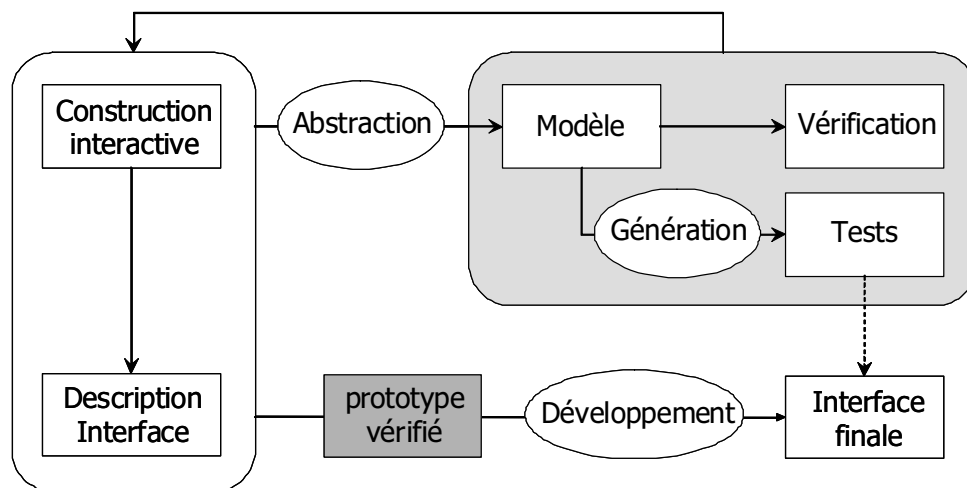 Construction
interactive
Abstraction
Modèle
Vérification
Génération
Tests
Description
Interface
prototype
vérifié
Développement
Interface
finale